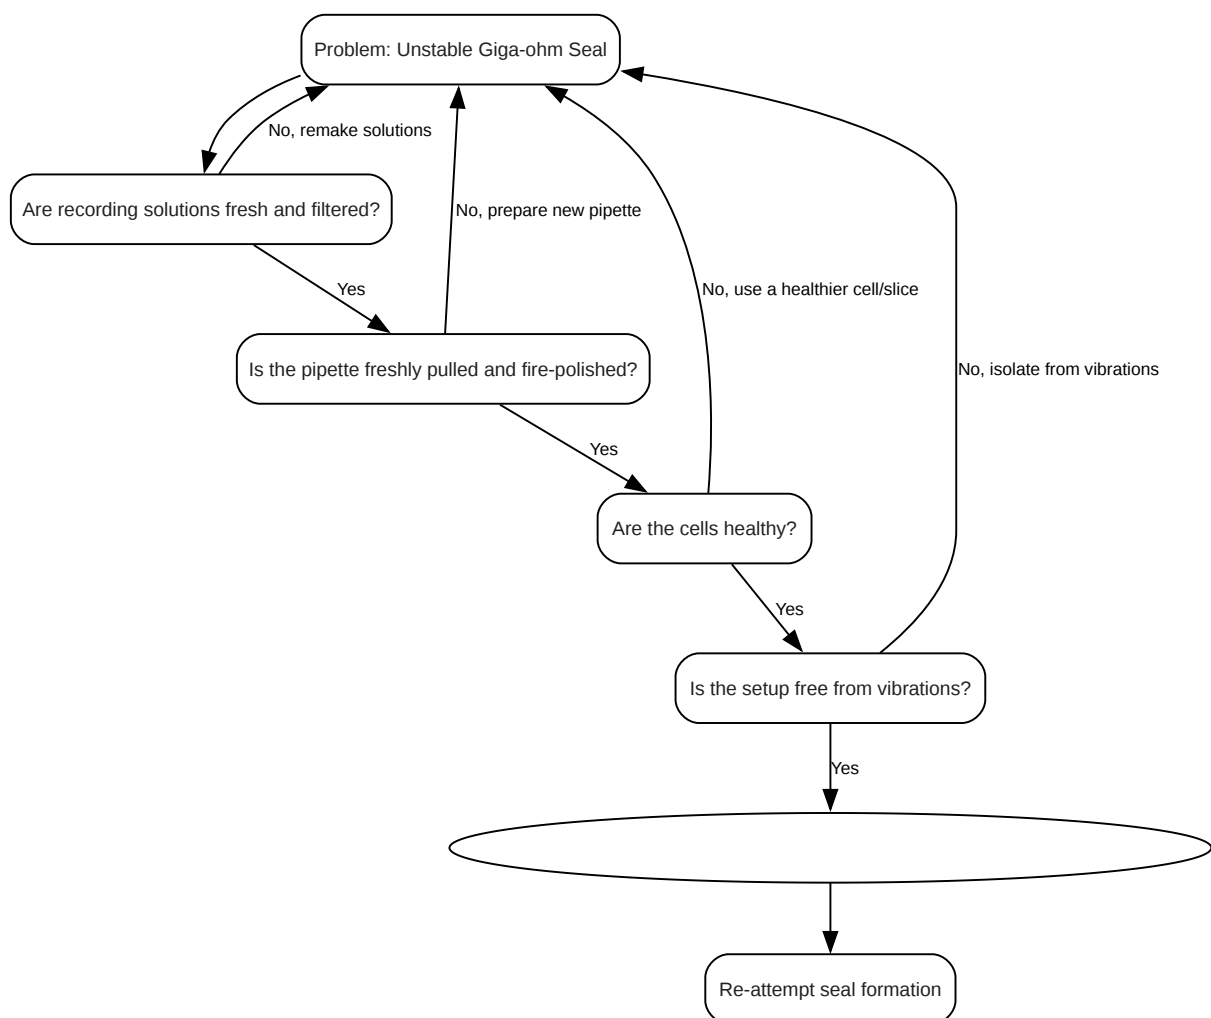 Problem: Unstable Giga-ohm Seal
No, remake solutions
Are recording solutions fresh and filtered?
No, prepare new pipette
Yes
No, use a healthier cell/slice
Is the pipette freshly pulled and fire-polished?
No, isolate from vibrations
Yes
Are the cells healthy?
Yes
Is the setup free from vibrations?
Yes
Re-attempt seal formation